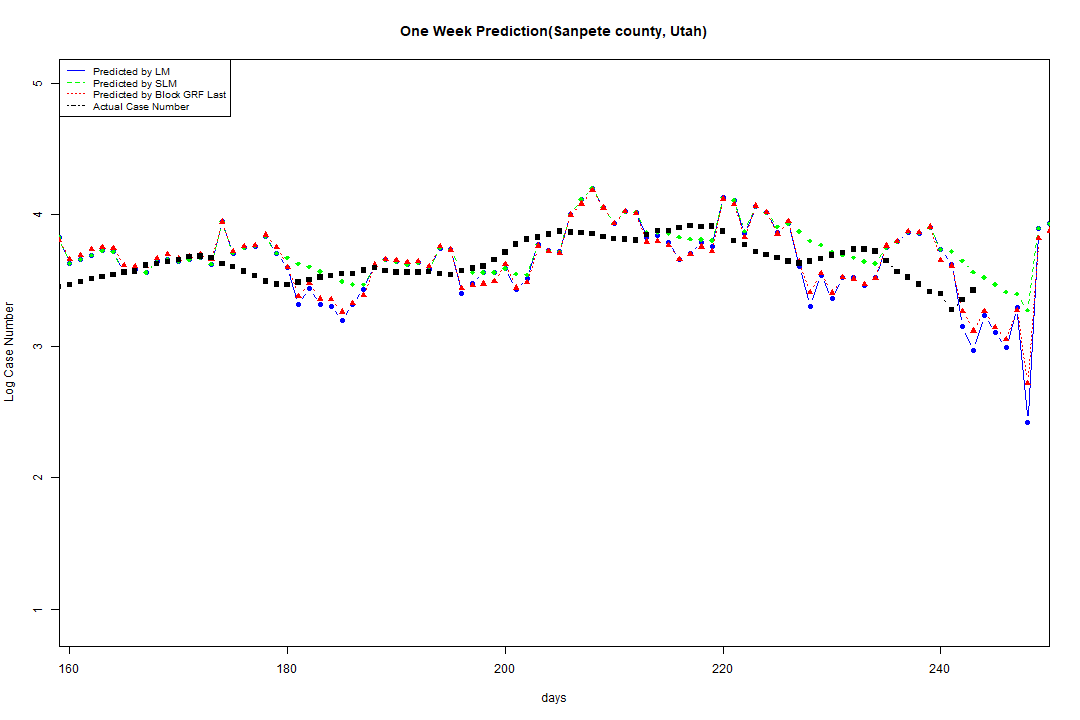 One Week Prediction(Sanpete county, Utah)
Predicted by LM
Predicted by SLM
Predicted by Block GRF Last
Actual Case Number
5
4
3
2
1
Log Case Number
160
180
200
220
240
days